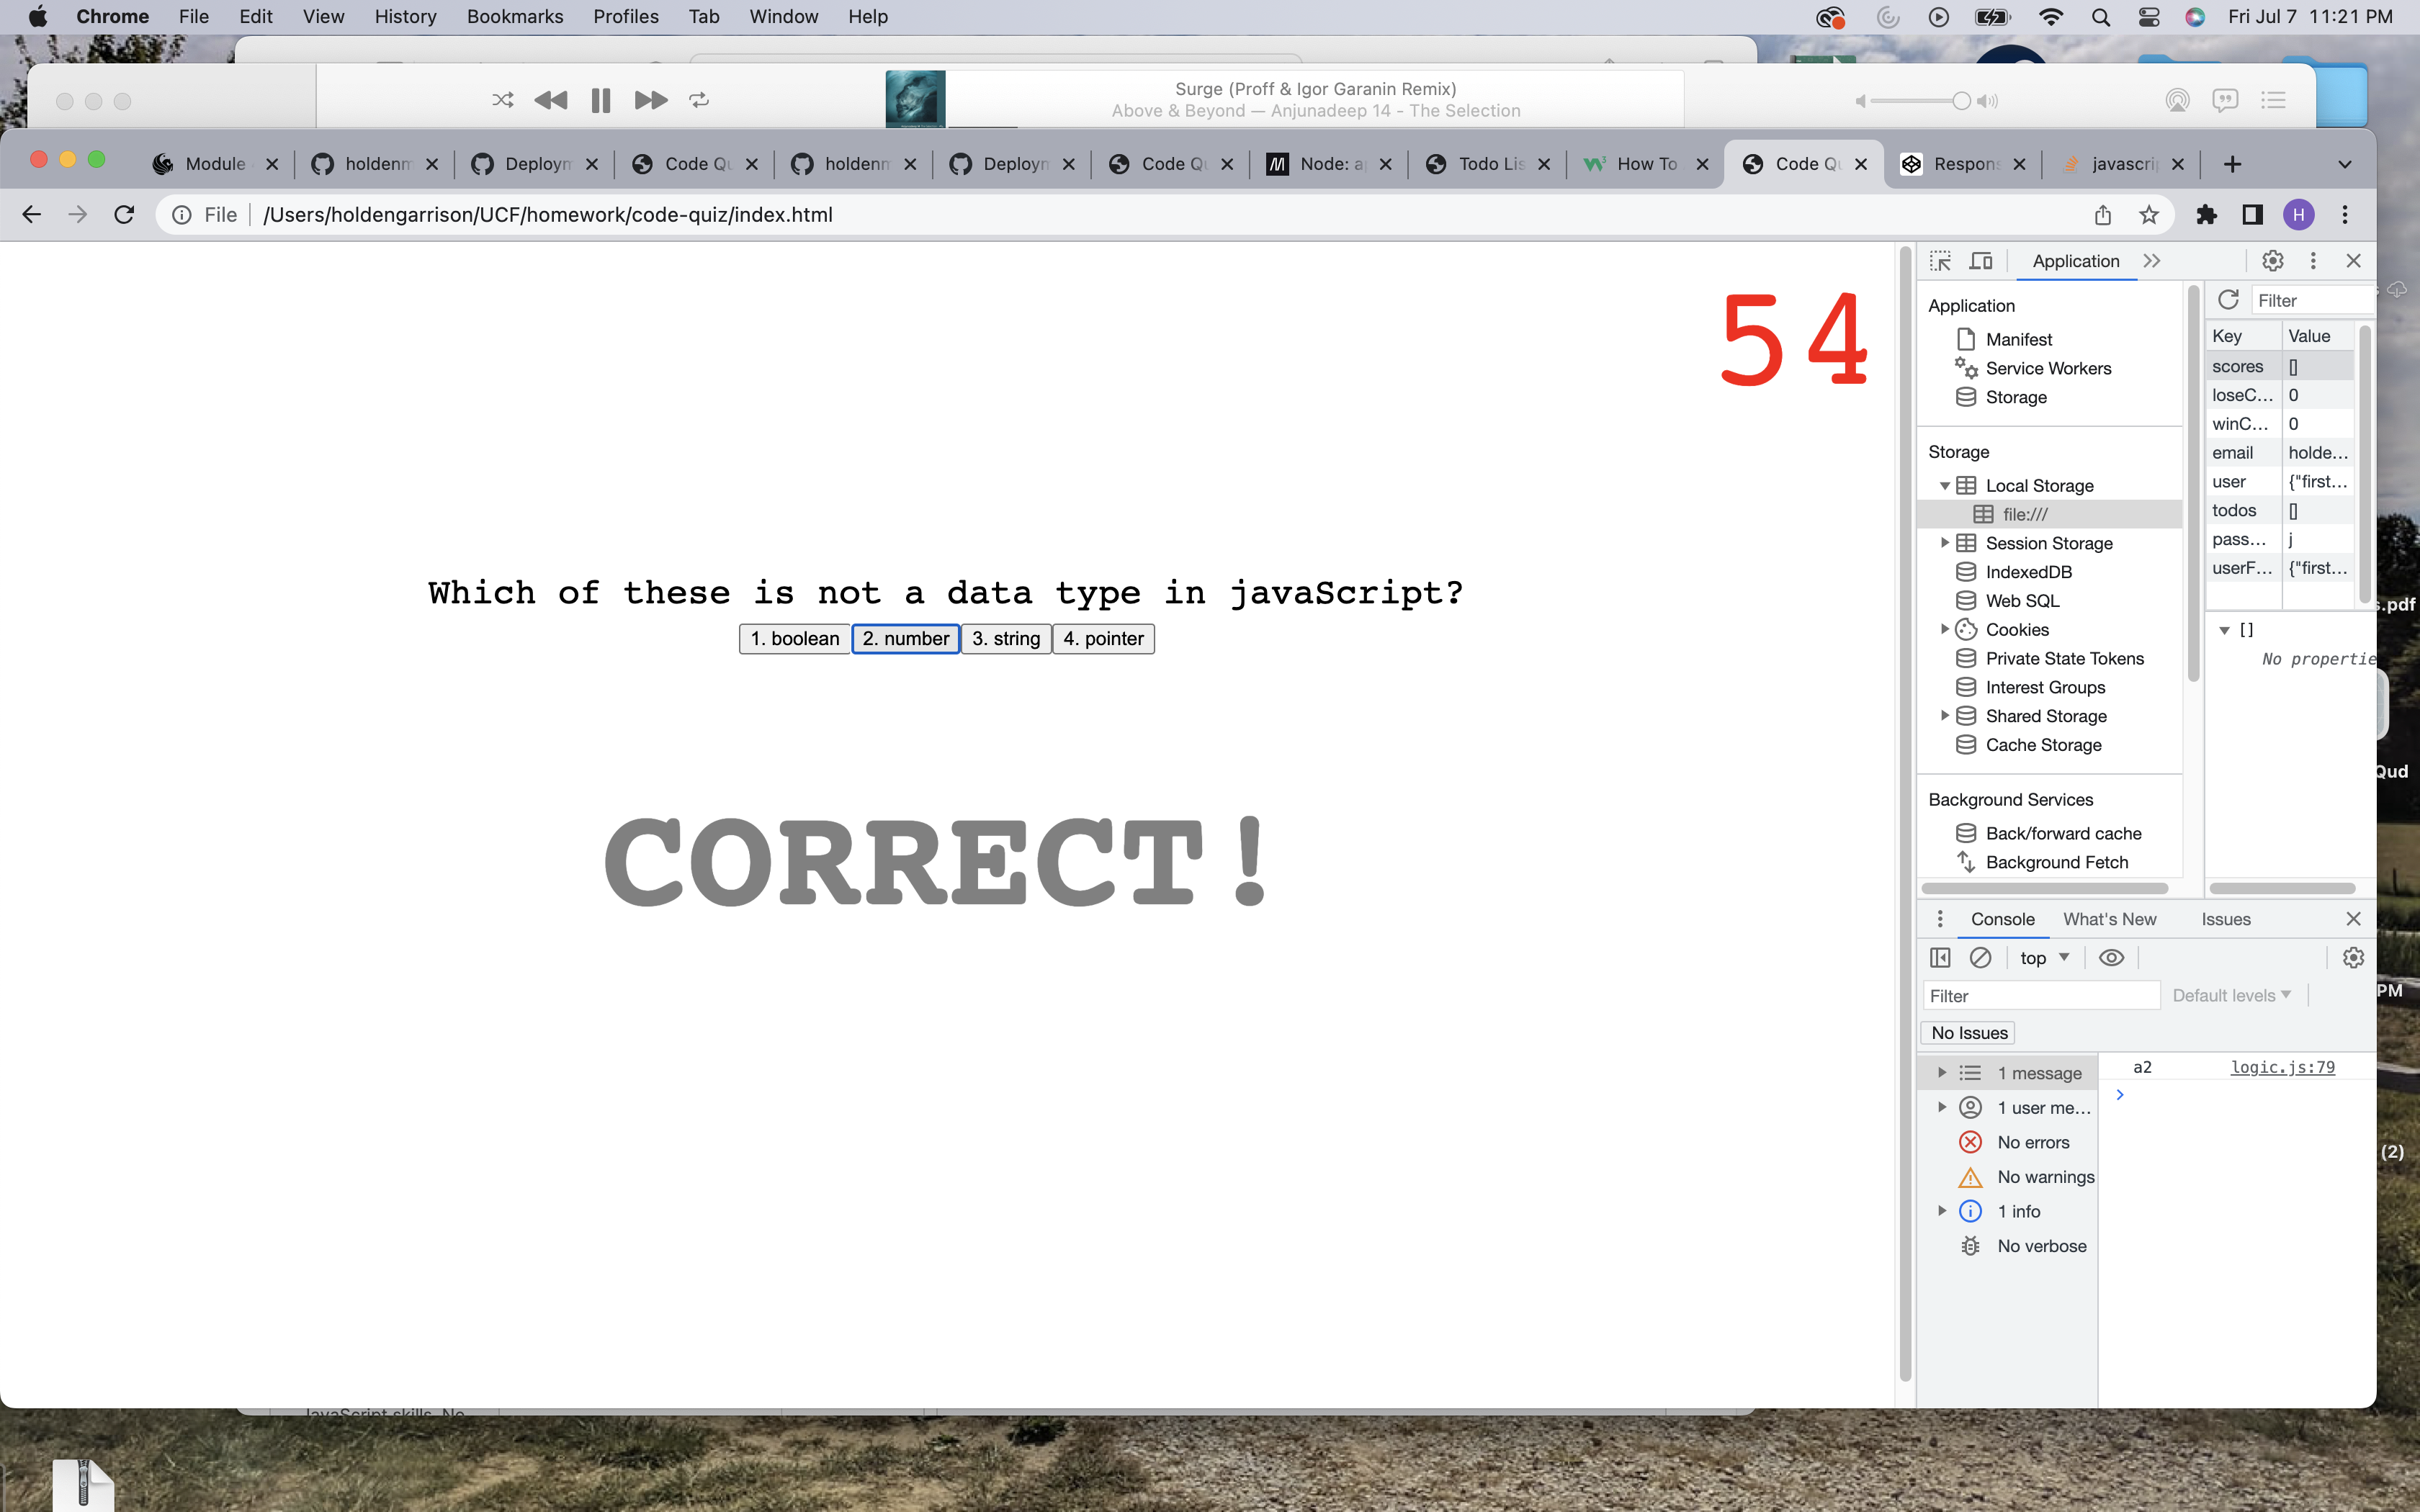 Chrome File Edit View History Bookmarks Profiles Tab Window Help Fri Jul 7 11:21 PM
Surge (Proff & Igor Garanin Remix)
Above & Beyond — Anjunadeep 14 - The Selection
Module holdenm Deploym Code Qu holdenm Deploym Code Qu Node: ap Todo Lis How To Code Qu Respons javascrip
File /Users/holdengarrison/UCF/homework/code-quiz/index.html H
54
Which of these is not a data type in javaScript?
1. boolean 2. number 3. string 4. pointer
CORRECT!
Application
Application
Manifest
Service Workers
Storage
Storage
Local Storage
file:///
Session Storage
IndexedDB
Web SQL
Cookies
Private State Tokens
Interest Groups
Shared Storage
Cache Storage
Background Services
Back/forward cache
Background Fetch
Filter
Key Value
scores []
loseC... 0
winC... 0
email holde...
user {"first...
todos []
pass... j
userF... {"first...
[]
No propertie
Console What's New Issues
top
Filter Default levels
No Issues
1 message
1 user me...
No errors
No warnings
1 info
No verbose
a2 logic.js:79
s.pdf
Qud
PM
(2)
JavaScript skills. No